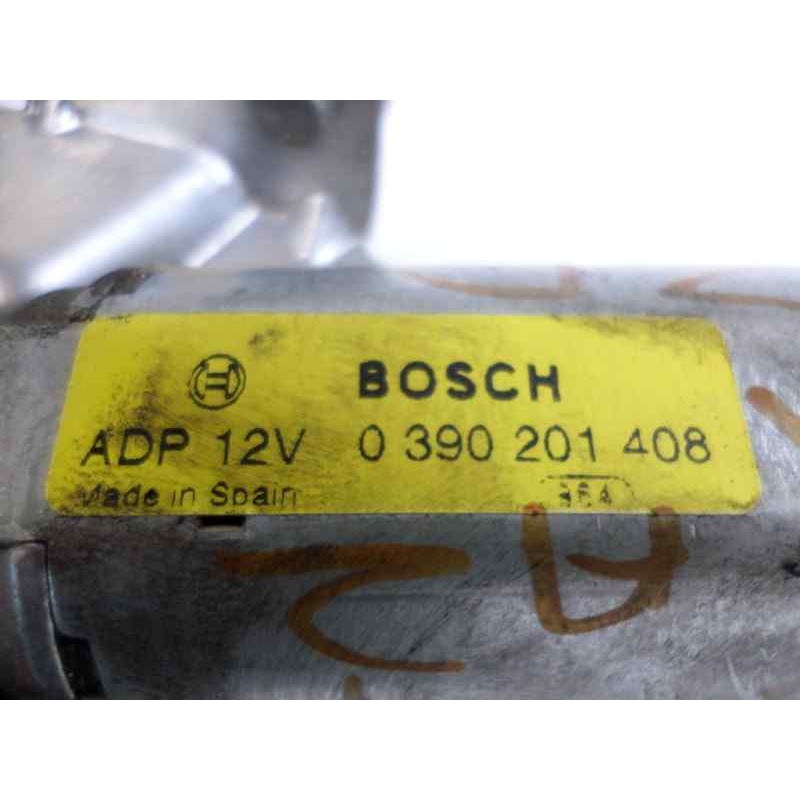 BOSCH
ADP 12V 0 390 201 408
Made in Spain